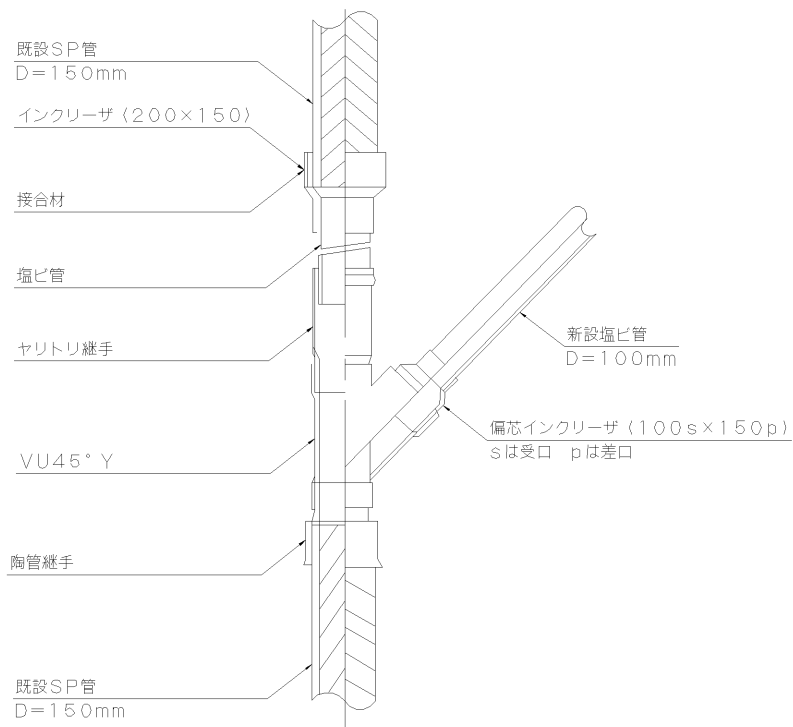 既設SP管
D=150mm
インクリーザ(200×150)
接合材
塩ビ管
ヤリトリ継手
新設塩ビ管
D=100mm
偏芯インクリーザ(100s×150p)
sは受口 pは差口
VU45°Y
陶管継手
既設SP管
D=150mm